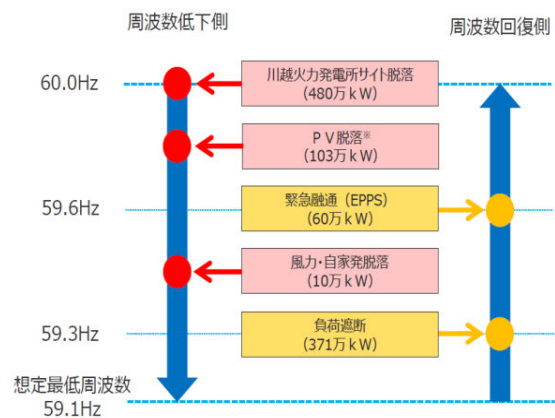 周波数低下側
周波数回復側
60.0Hz
川越火力発電所サイト脱落
(480万kW)
PV脱落※
(103万kW)
59.6Hz
緊急融通（EPPS）
(60万kW)
風力・自家発脱落
(10万kW)
59.3Hz
負荷遮断
(371万kW)
想定最低周波数
59.1Hz